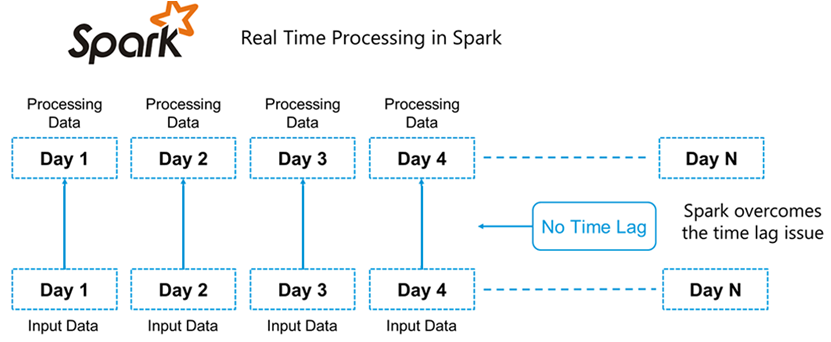 Spark
Real Time Processing in Spark
Processing Data
Processing Data
Processing Data
Processing Data
Day 1
Day 2
Day 3
Day 4
Day N
No Time Lag
Spark overcomes
the time lag issue
Day 1
Day 2
Day 3
Day 4
Day N
Input Data
Input Data
Input Data
Input Data